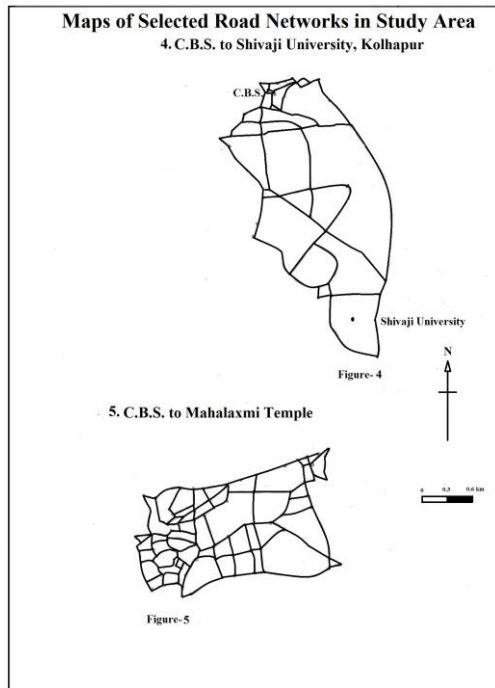 Maps of Selected Road Networks in Study Area
4. C.B.S. to Shivaji University, Kolhapur
C.B.S.
Shivaji University
Figure- 4
N
5. C.B.S. to Mahalaxmi Temple
0 0.3 0.6 km
Figure- 5